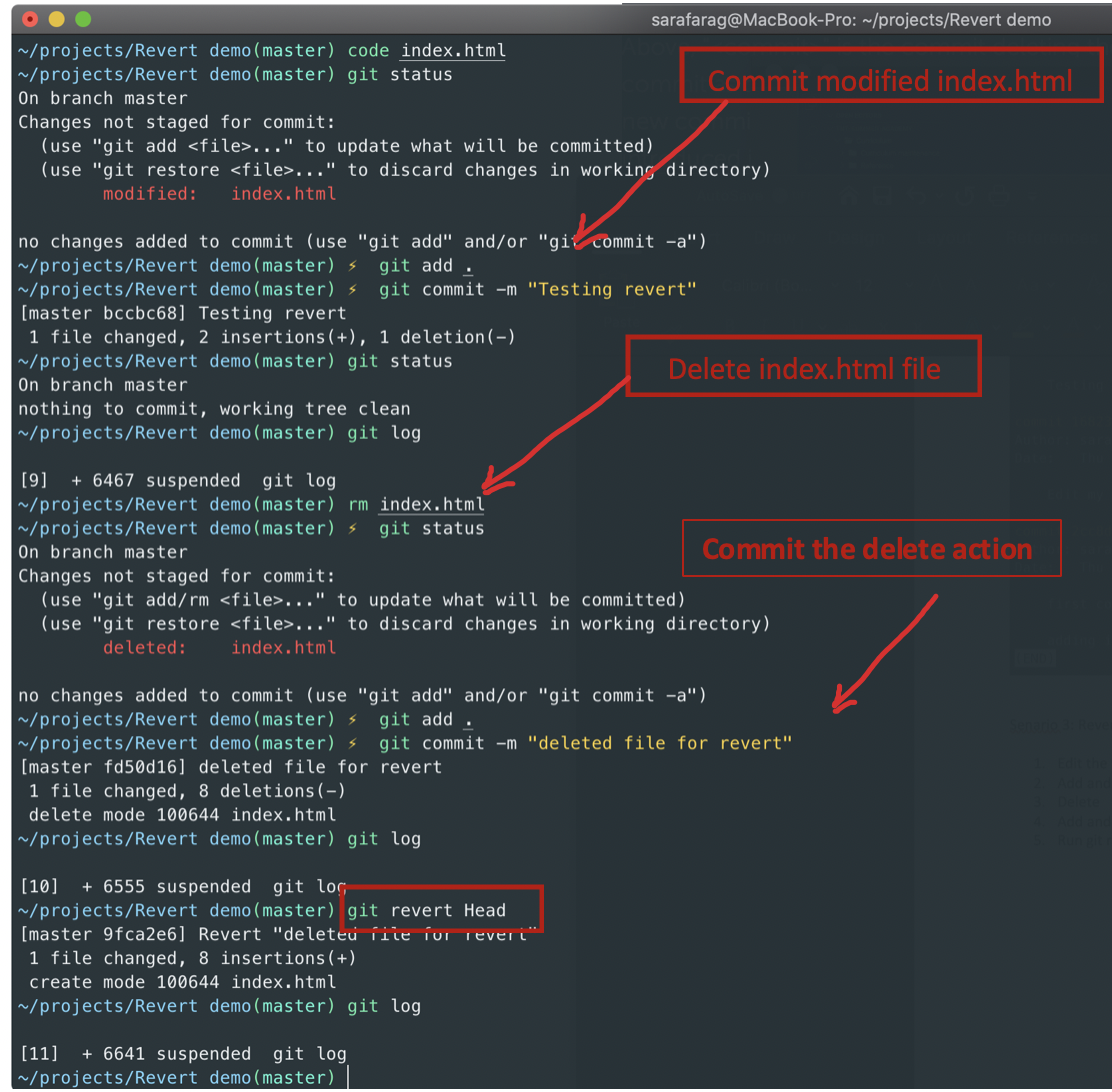 sarafarag@MacBook-Pro: ~/projects/Revert demo
~/projects/Revert demo(master) code index.html
~/projects/Revert demo(master) git status
On branch master
Commit modified index.html
Changes not staged for commit:
(use "git add <file>..." to update what will be committed)
(use "git restore <file>..." to discard changes in working directory)
modified: index.html
no changes added to commit (use "git add" and/or "git commit -a")
~/projects/Revert demo(master) ⚡ git add .
~/projects/Revert demo(master) ⚡ git commit -m "Testing revert"
[master bccbc68] Testing revert
1 file changed, 2 insertions(+), 1 deletion(-)
~/projects/Revert demo(master) git status
Delete index.html file
On branch master
nothing to commit, working tree clean
~/projects/Revert demo(master) git log
[9] + 6467 suspended git log
~/projects/Revert demo(master) rm index.html
~/projects/Revert demo(master) ⚡ git status
On branch master
Commit the delete action
Changes not staged for commit:
(use "git add/rm <file>..." to update what will be committed)
(use "git restore <file>..." to discard changes in working directory)
deleted: index.html
no changes added to commit (use "git add" and/or "git commit -a")
~/projects/Revert demo(master) ⚡ git add .
~/projects/Revert demo(master) ⚡ git commit -m "deleted file for revert"
[master fd50d16] deleted file for revert
1 file changed, 8 deletions(-)
delete mode 100644 index.html
~/projects/Revert demo(master) git log
[10] + 6555 suspended git log
~/projects/Revert demo(master) git revert Head
[master 9fca2e6] Revert "deleted file for revert"
1 file changed, 8 insertions(+)
create mode 100644 index.html
~/projects/Revert demo(master) git log
[11] + 6641 suspended git log
~/projects/Revert demo(master)